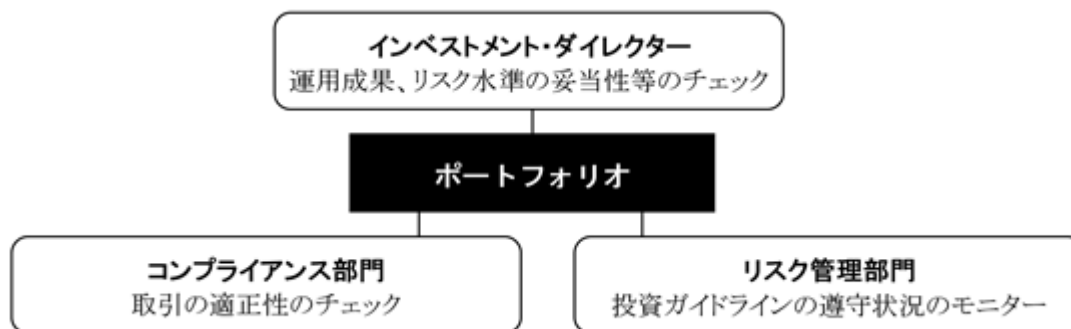 インベストメント・ダイレクター
運用成果、リスク水準の妥当性等のチェック
ポートフォリオ
コンプライアンス部門
取引の適正性のチェック
リスク管理部門
投資ガイドラインの遵守状況のモニター